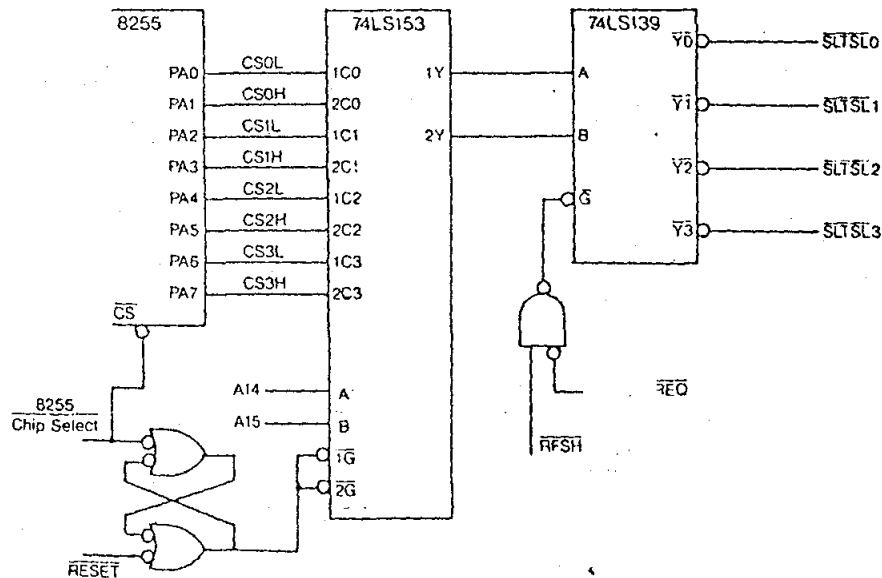 8255
74LS153
74LS139
PA0
CS0L
1C0
1Y
A
Y0
SLTSL0
PA1
CS0H
2C0
Y1
SLTSL1
PA2
CS1L
1C1
2Y
B
PA3
CS1H
2C1
Y2
SLTSL2
PA4
CS2L
1C2
G
PA5
CS2H
2C2
Y3
SLTSL3
PA6
CS3L
1C3
PA7
CS3H
2C3
CS
A14
A
REQ
8255
Chip Select
A15
B
RFSH
1G
2G
RESET